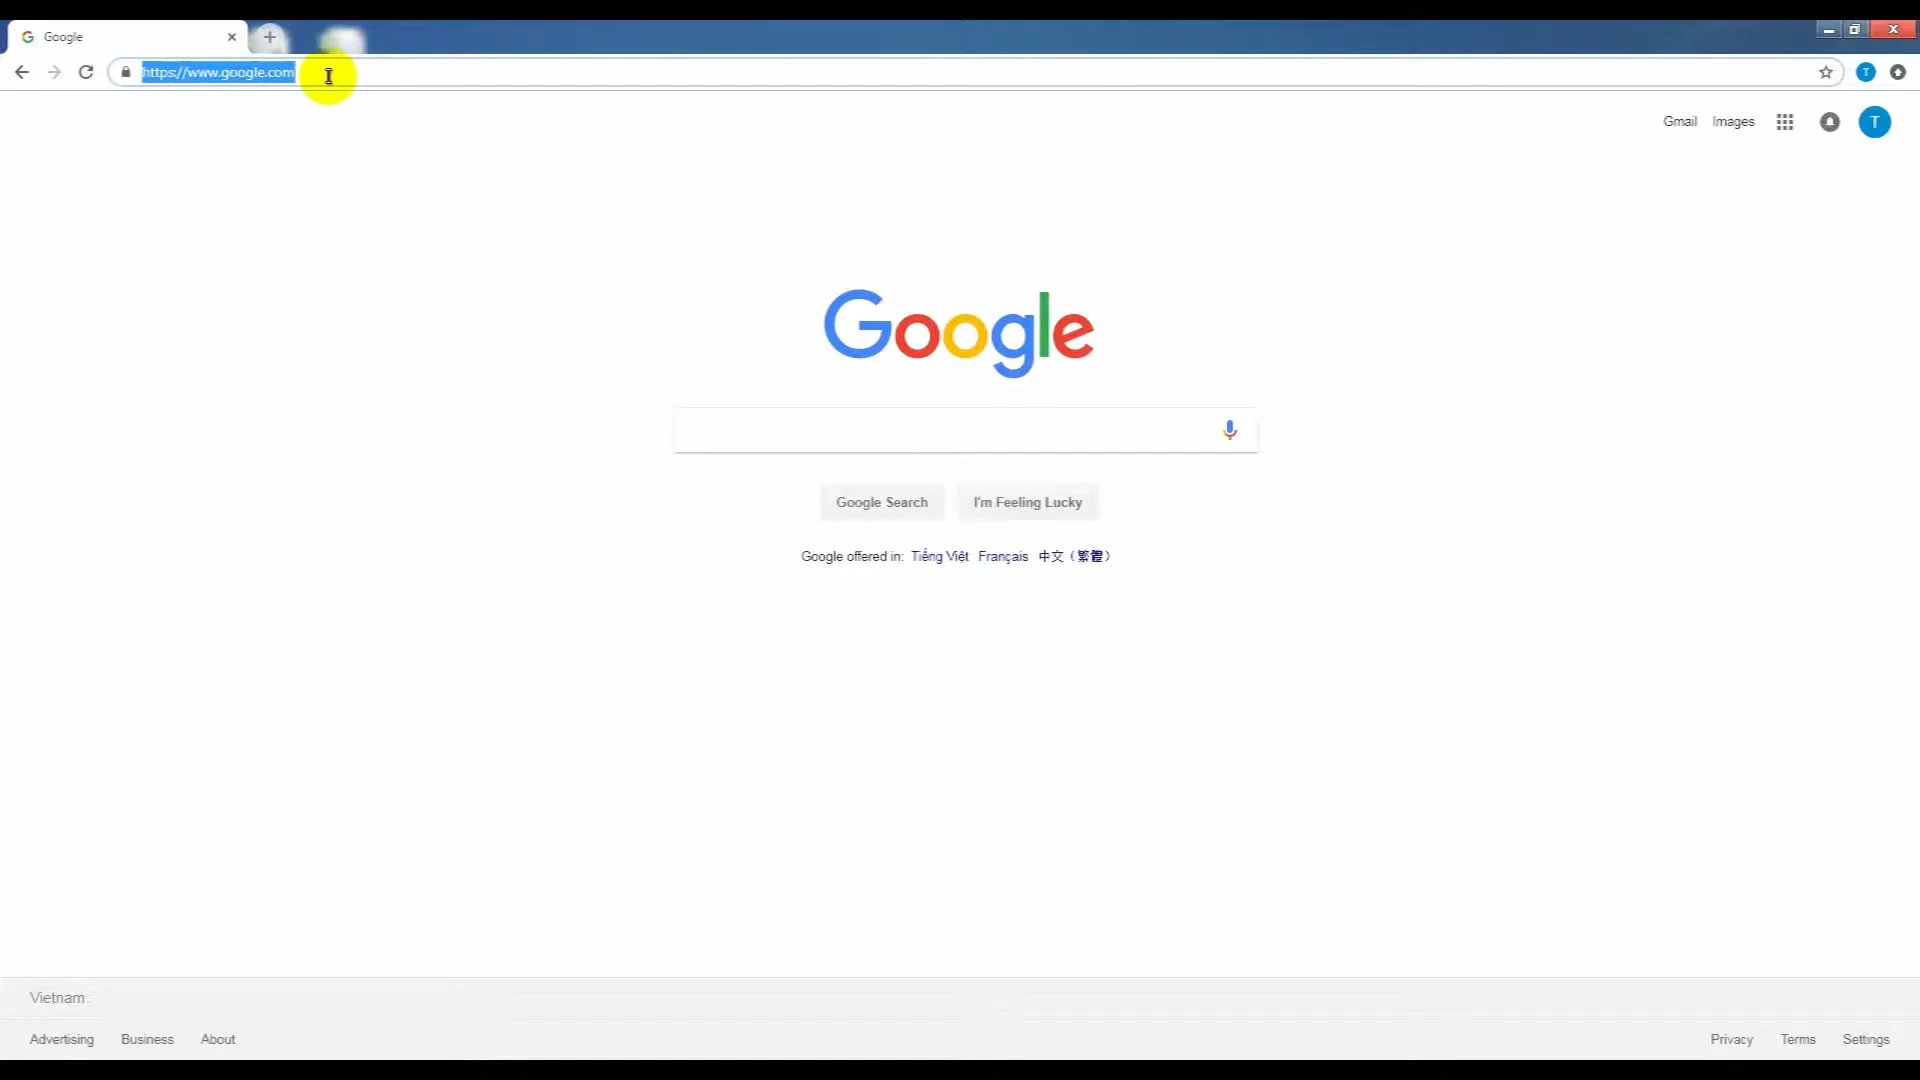 Google
https://www.google.com
Gmail Images T
T
Google
Google Search I'm Feeling Lucky
Google offered in: Tiếng Việt Français 中文（繁體）
Vietnam
Advertising Business About Privacy Terms Settings